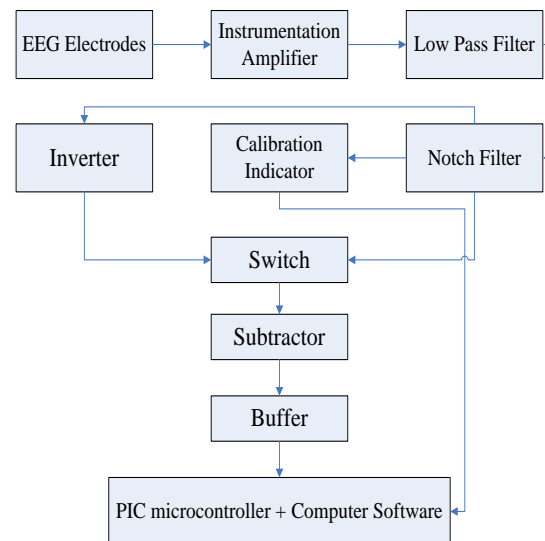 EEG Electrodes
Instrumentation
Amplifier
Low Pass Filter
Inverter
Calibration
Indicator
Notch Filter
Switch
Subtractor
Buffer
PIC microcontroller + Computer Software